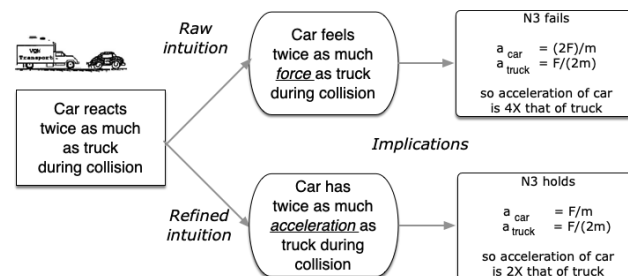 VGN
Transport
Raw
intuition
Car feels
twice as much
force as truck
during collision
N3 fails
a car = (2F)/m
a truck = F/(2m)
so acceleration of car
is 4X that of truck
Car reacts
twice as much
as truck
during collision
Implications
Refined
intuition
Car has
twice as much
acceleration as
truck during
collision
N3 holds
a car = F/m
a truck = F/(2m)
so acceleration of car
is 2X that of truck